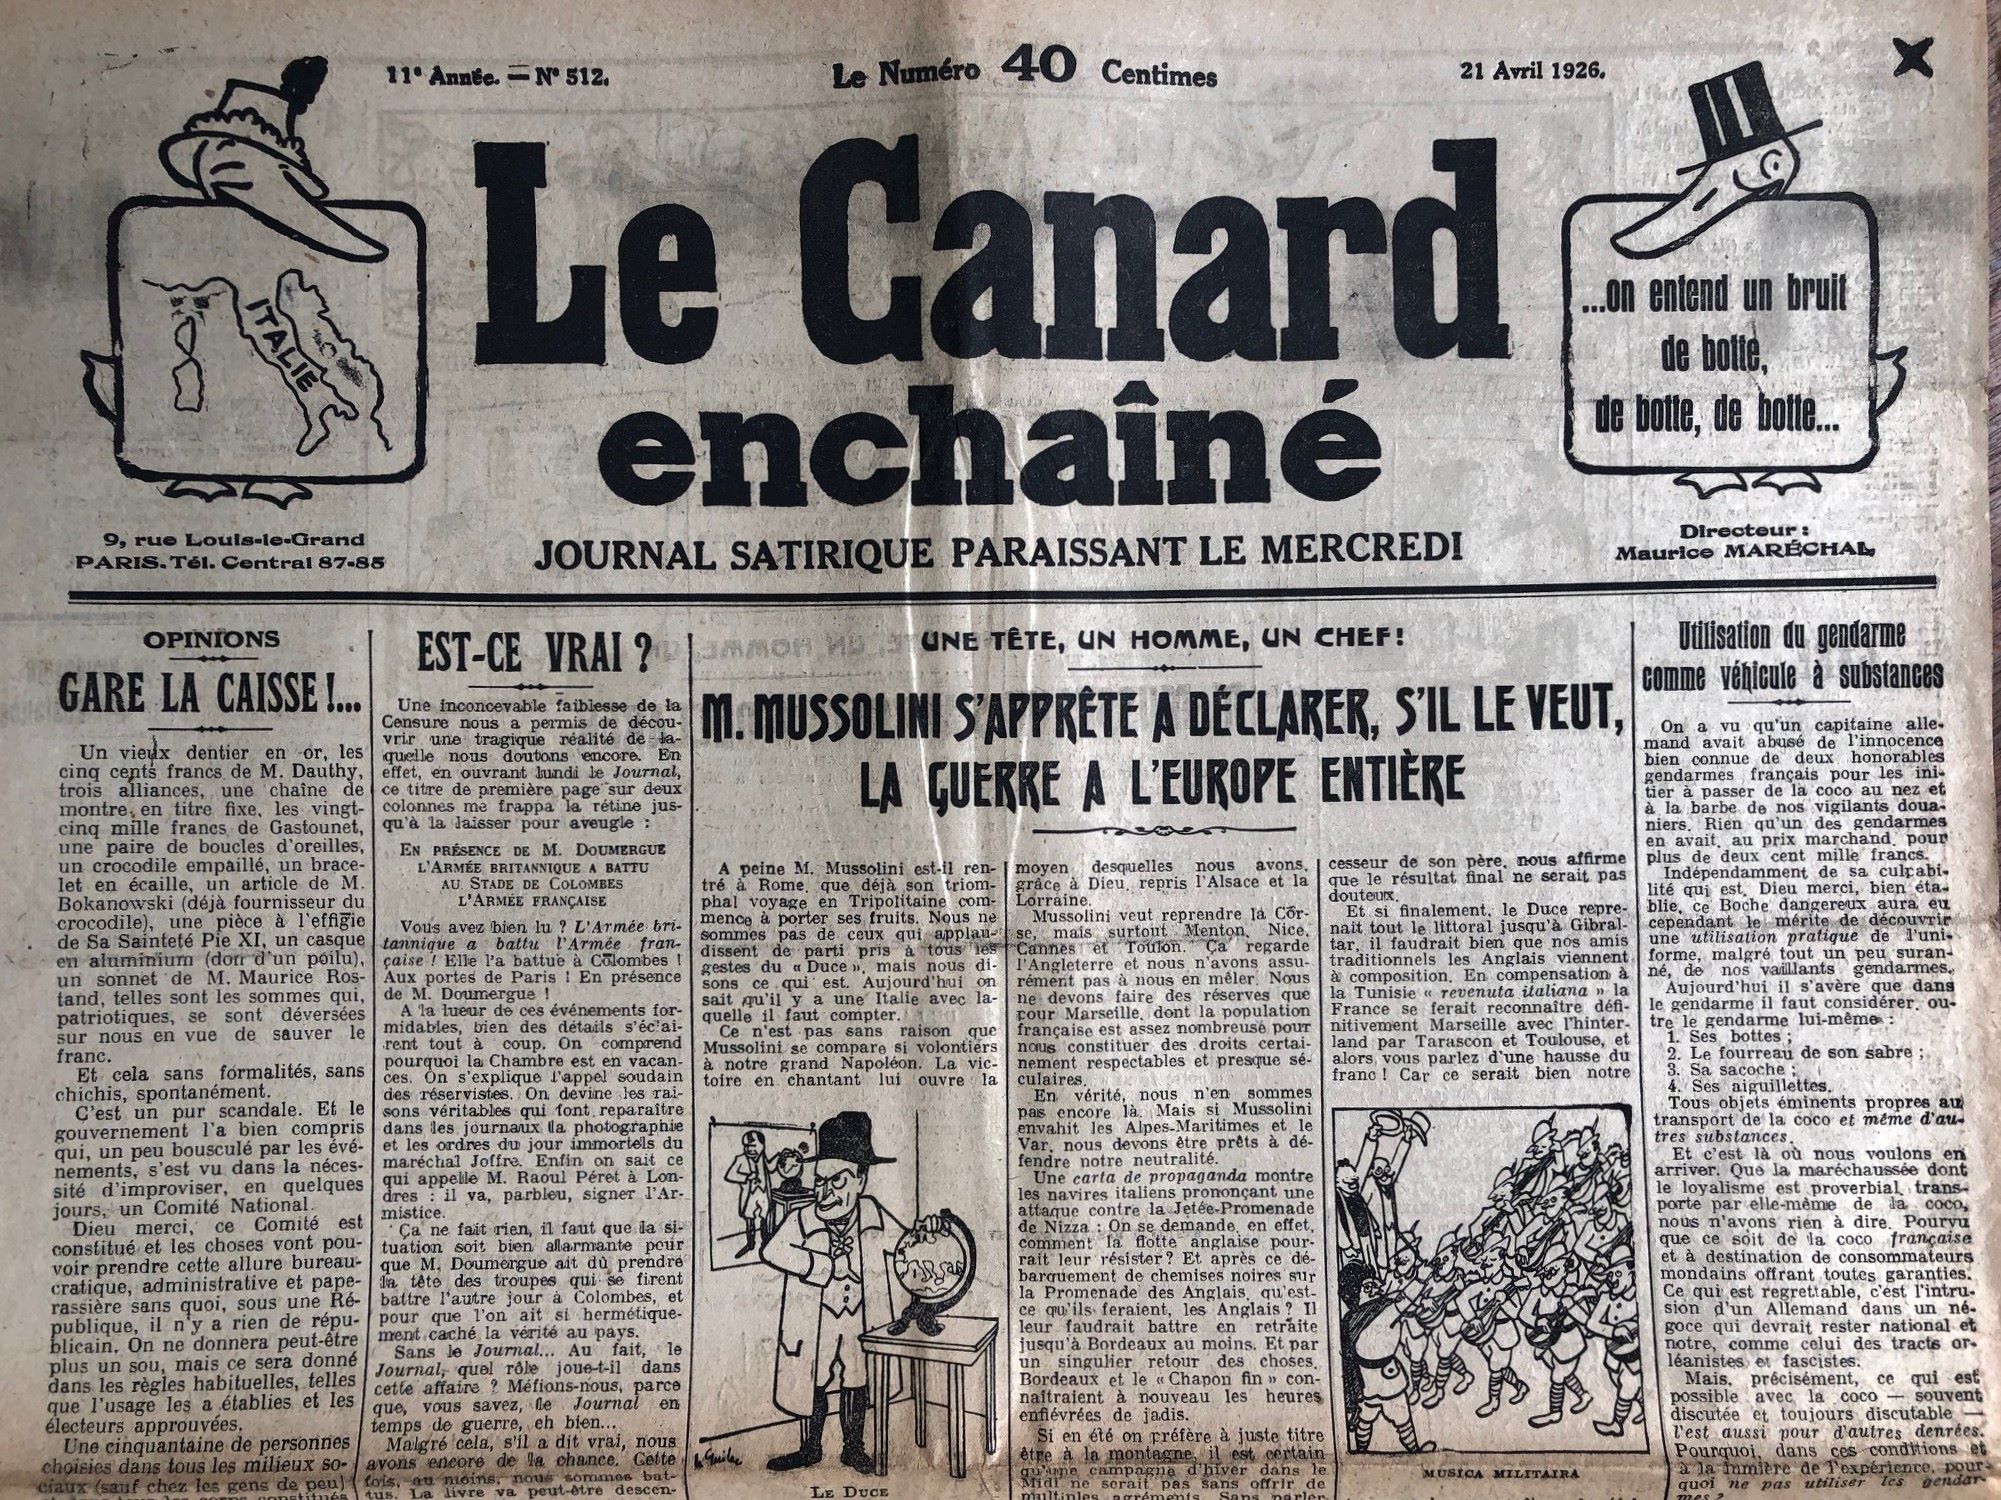 11e Année. — N° 512.
Le Numéro 40 Centimes
21 Avril 1926.
Le Canard
enchaîné
ITALIE
...on entend un bruit
de botte,
de botte, de botte...
9, rue Louis-le-Grand
PARIS. Tél. Central 87-85
JOURNAL SATIRIQUE PARAISSANT LE MERCREDI
Directeur :
Maurice MARÉCHAL
OPINIONS
GARE LA CAISSE !...
Un vieux dentier en or, les
cinq cents francs de M. Dauthy,
trois alliances, une chaîne de
montre en titre fixe, les vingt-
cinq mille francs de Gastounet,
une paire de boucles d'oreilles,
un crocodile empaillé, un brace-
let en écaille, un article de M.
Bokanowski (déjà fournisseur du
crocodile), une pièce à l'effigie
de Sa Sainteté Pie XI, un casque
en aluminium (don d'un poilu),
un sonnet de M. Maurice Ros-
tand, telles sont les sommes qui,
patriotiques, se sont déversées
sur nous en vue de sauver le
franc.
Et cela sans formalités, sans
chichis, spontanément.
C'est un pur scandale. Et le
gouvernement l'a bien compris
qui, un peu bousculé par les évé-
nements, s'est vu dans la néces-
sité d'improviser, en quelques
jours, un Comité National.
Dieu merci, ce Comité est
constitué et les choses vont pou-
voir prendre cette allure bureau-
cratique, administrative et pape-
rassière sans quoi, sous une Ré-
publique, il n'y a rien de répu-
blicain. On ne donnera peut-être
plus un sou, mais ce sera donné
dans les règles habituelles, telles
que l'usage les a établies et les
électeurs approuvées.
Une cinquantaine de personnes
choisies dans tous les milieux so-
ciaux (sauf chez les gens de peu)
EST-CE VRAI ?
Une inconcevable faiblesse de la
Censure nous a permis de décou-
vrir une tragique réalité de la-
quelle nous doutons encore. En
effet, en ouvrant lundi le Journal,
ce titre de première page sur deux
colonnes me frappa la rétine jus-
qu'à la laisser pour aveugle :
EN PRÉSENCE DE M. DOUMERGUE
L'ARMÉE BRITANNIQUE A BATTU
AU STADE DE COLOMBES
L'ARMÉE FRANÇAISE
Vous avez bien lu ? L'Armée bri-
tannique a battu l'Armée fran-
çaise ! Elle l'a battue à Colombes !
Aux portes de Paris ! En présence
de M. Doumergue !
A la lueur de ces événements for-
midables, bien des détails s'éclai-
rent tout à coup. On comprend
pourquoi la Chambre est en vacan-
ces. On s'explique l'appel soudain
des réservistes. On devine les rai-
sons véritables qui font reparaître
dans les journaux la photographie
et les ordres du jour immortels du
maréchal Joffre. Enfin on sait ce
qui appelle M. Raoul Péret à Lon-
dres : il va, parbleu, signer l'Ar-
mistice.
Ça ne fait rien, il faut que la si-
tuation soit bien allarmante pour
que M. Doumergue ait dû prendre
la tête des troupes qui se firent
battre l'autre jour à Colombes, et
pour que l'on ait si hermétique-
ment caché la vérité au pays.
Sans le Journal... Au fait, le
Journal, quel rôle joue-t-il dans
cette affaire ? Méfions-nous, parce
que, vous savez, le Journal en
temps de guerre, eh bien...
Malgré cela, s'il a dit vrai, nous
avons encore de la chance. Cette
fois, au moins, nous sommes bat-
tus. La livre va peut-être descen-
UNE TÊTE, UN HOMME, UN CHEF !
M. MUSSOLINI S'APPRÊTE A DÉCLARER, S'IL LE VEUT,
LA GUERRE A L'EUROPE ENTIÈRE
A peine M. Mussolini est-il ren-
tré à Rome, que déjà son triom-
phal voyage en Tripolitaine com-
mence à porter ses fruits. Nous ne
sommes pas de ceux qui applau-
dissent de parti pris à tous les
gestes du « Duce », mais nous di-
sons ce qui est. Aujourd'hui on
sait qu'il y a une Italie avec la-
quelle il faut compter.
Ce n'est pas sans raison que
Mussolini se compare si volontiers
à notre grand Napoléon. La vic-
toire en chantant lui ouvre la
LE DUCE
moyen desquelles nous avons,
grâce à Dieu, repris l'Alsace et la
Lorraine.
Mussolini veut reprendre la Cor-
se, mais surtout Menton, Nice,
Cannes et Toulon. Ça regarde
l'Angleterre et nous n'avons assu-
rément pas à nous en mêler. Nous
ne devons faire des réserves que
pour Marseille, dont la population
française est assez nombreuse pour
nous constituer des droits certai-
nement respectables et presque sé-
culaires.
En vérité, nous n'en sommes
pas encore là. Mais si Mussolini
envahit les Alpes-Maritimes et le
Var, nous devons être prêts à dé-
fendre notre neutralité.
Une carta de propaganda montre
les navires italiens prononçant une
attaque contre la Jetée-Promenade
de Nizza : On se demande, en effet,
comment la flotte anglaise pour-
rait leur résister ? Et après ce dé-
barquement de chemises noires sur
la Promenade des Anglais, qu'est-
ce qu'ils feraient, les Anglais ? Il
leur faudrait battre en retraite
jusqu'à Bordeaux au moins. Et par
un singulier retour des choses,
Bordeaux et le « Chapon fin » con-
naîtraient à nouveau les heures
enfiévrées de jadis.
Si en été on préfère à juste titre
être à la montagne, il est certain
qu'une campagne d'hiver dans le
Midi ne serait pas sans offrir de
multiples agréments. Sans parler
cesseur de son père, nous affirme
que le résultat final ne serait pas
douteux.
Et si finalement, le Duce repre-
nait tout le littoral jusqu'à Gibral-
tar, il faudrait bien que nos amis
traditionnels les Anglais viennent
à composition. En compensation à
la Tunisie « revenuta italiana » la
France se ferait reconnaître défi-
nitivement Marseille avec l'hinter-
land par Tarascon et Toulouse, et
alors vous parlez d'une hausse du
franc ! Car ce serait bien notre
MUSICA MILITAIRA
Utilisation du gendarme
comme véhicule à substances
On a vu qu'un capitaine alle-
mand avait abusé de l'innocence
bien connue de deux honorables
gendarmes français pour les ini-
tier à passer de la coco au nez et
à la barbe de nos vigilants doua-
niers. Rien qu'un des gendarmes
en avait, au prix marchand, pour
plus de deux cent mille francs.
Indépendamment de sa culpabi-
lité qui est, Dieu merci, bien éta-
blie, ce Boche dangereux aura eu
cependant le mérite de découvrir
une utilisation pratique de l'uni-
forme, malgré tout un peu suran-
né, de nos vaillants gendarmes.
Aujourd'hui il s'avère que dans
le gendarme il faut considérer, ou-
tre le gendarme lui-même :
1. Ses bottes ;
2. Le fourreau de son sabre ;
3. Sa sacoche ;
4. Ses aiguillettes.
Tous objets éminents propres au
transport de la coco et même d'au-
tres substances.
Et c'est là où nous voulons en
arriver. Que la maréchaussée dont
le loyalisme est proverbial, trans-
porte par elle-même de la coco,
nous n'avons rien à dire. Pourvu
que ce soit de la coco française
et à destination de consommateurs
mondains offrant toutes garanties.
Ce qui est regrettable, c'est l'intru-
sion d'un Allemand dans un né-
goce qui devrait rester national et
notre, comme celui des tracts or-
léanistes et fascistes.
Mais, précisément, ce qui est
possible avec la coco — souvent
discutée et toujours discutable —
l'est aussi pour d'autres denrées.
Pourquoi, dans ces conditions et
à la lumière de l'expérience, pour-
quoi ne pas utiliser les gendar-
mes ?